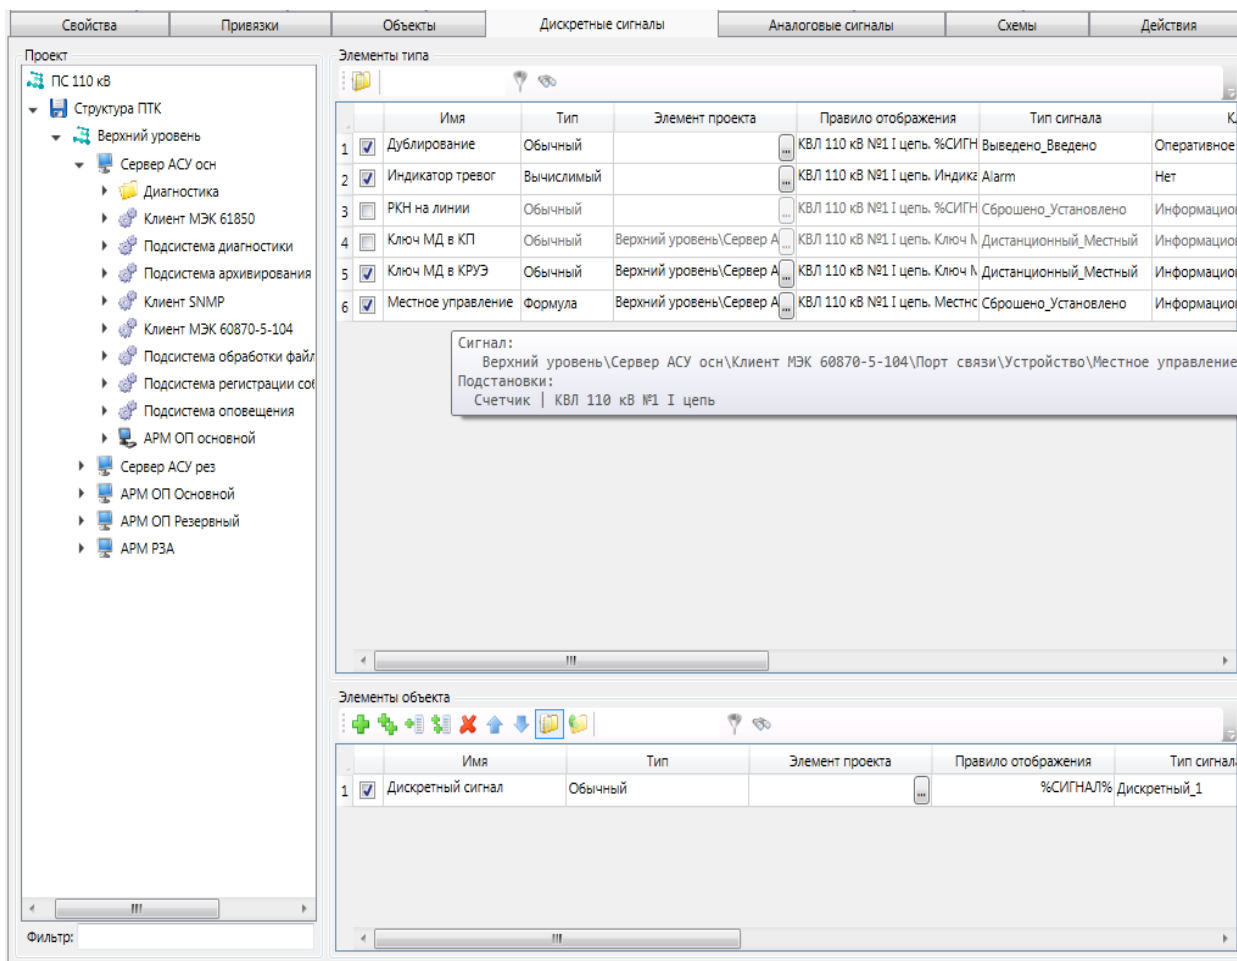 Свойства Привязки Объекты Дискретные сигналы Аналоговые сигналы Схемы Действия
Проект
ПС 110 кВ
Структура ПТК
Верхний уровень
Сервер АСУ осн
Диагностика
Клиент МЭК 61850
Подсистема диагностики
Подсистема архивирования
Клиент SNMP
Клиент МЭК 60870-5-104
Подсистема обработки файл
Подсистема регистрации соб
Подсистема оповещения
АРМ ОП основной
Сервер АСУ рез
АРМ ОП Основной
АРМ ОП Резервный
АРМ РЗА
Фильтр:
Элементы типа
Имя Тип Элемент проекта Правило отображения Тип сигнала К
1 Дублирование Обычный ... КВЛ 110 кВ №1 I цепь. %СИГН Выведено_Введено Оперативное
2 Индикатор тревог Вычислимый ... КВЛ 110 кВ №1 I цепь. Индика Alarm Нет
3 РКН на линии Обычный ... КВЛ 110 кВ №1 I цепь. %СИГН Сброшено_Установлено Информацио
4 Ключ МД в КП Обычный Верхний уровень\Сервер А ... КВЛ 110 кВ №1 I цепь. Ключ М Дистанционный_Местный Информацио
5 Ключ МД в КРУЭ Обычный Верхний уровень\Сервер А ... КВЛ 110 кВ №1 I цепь. Ключ М Дистанционный_Местный Информацио
6 Местное управление Формула Верхний уровень\Сервер А ... КВЛ 110 кВ №1 I цепь. Местно Сброшено_Установлено Информацио
Сигнал:
Верхний уровень\Сервер АСУ осн\Клиент МЭК 60870-5-104\Порт связи\Устройство\Местное управление
Подстановки:
Счетчик | КВЛ 110 кВ №1 I цепь
Элементы объекта
Имя Тип Элемент проекта Правило отображения Тип сигнала
1 Дискретный сигнал Обычный ... %СИГНАЛ% Дискретный_1